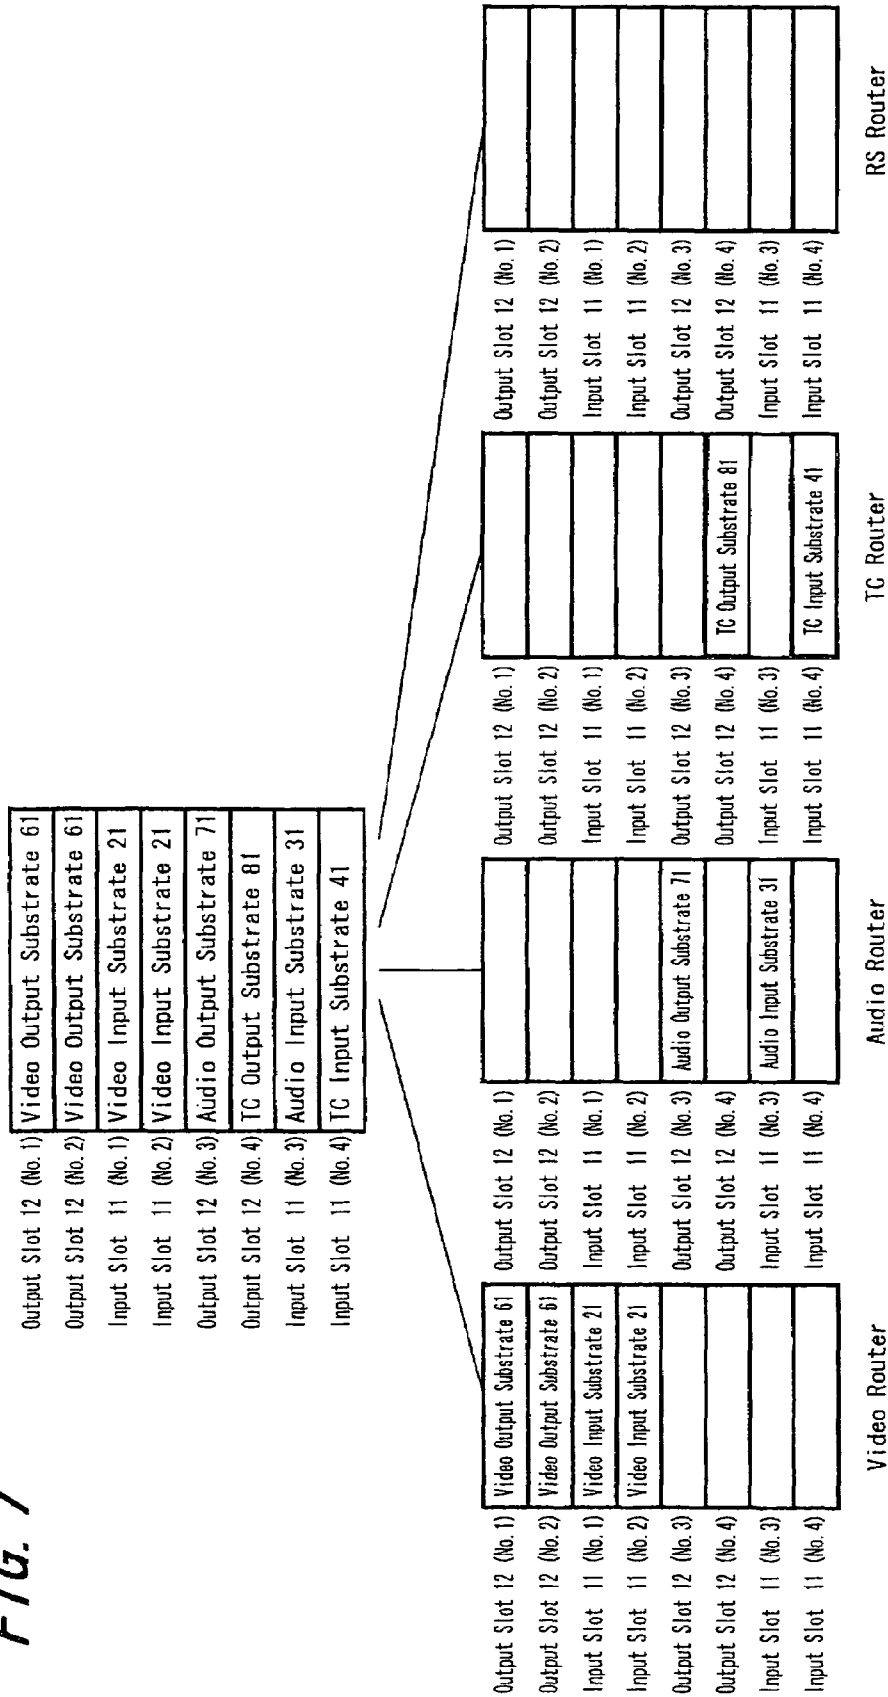 FIG. 7
Output Slot 12 (No. 1) Video Output Substrate 61
Output Slot 12 (No. 2) Video Output Substrate 61
Input Slot 11 (No. 1) Video Input Substrate 21
Input Slot 11 (No. 2) Video Input Substrate 21
Output Slot 12 (No. 3) Audio Output Substrate 71
Output Slot 12 (No. 4) TC Output Substrate 81
Input Slot 11 (No. 3) Audio Input Substrate 31
Input Slot 11 (No. 4) TC Input Substrate 41
Output Slot 12 (No. 1) Video Output Substrate 61
Output Slot 12 (No. 2) Video Output Substrate 61
Input Slot 11 (No. 1) Video Input Substrate 21
Input Slot 11 (No. 2) Video Input Substrate 21
Output Slot 12 (No. 3)
Output Slot 12 (No. 4)
Input Slot 11 (No. 3)
Input Slot 11 (No. 4)
Video Router
Output Slot 12 (No. 1)
Output Slot 12 (No. 2)
Input Slot 11 (No. 1)
Input Slot 11 (No. 2)
Output Slot 12 (No. 3) Audio Output Substrate 71
Output Slot 12 (No. 4)
Input Slot 11 (No. 3) Audio Input Substrate 31
Input Slot 11 (No. 4)
Audio Router
Output Slot 12 (No. 1)
Output Slot 12 (No. 2)
Input Slot 11 (No. 1)
Input Slot 11 (No. 2)
Output Slot 12 (No. 3)
Output Slot 12 (No. 4) TC Output Substrate 81
Input Slot 11 (No. 3)
Input Slot 11 (No. 4) TC Input Substrate 41
TC Router
Output Slot 12 (No. 1)
Output Slot 12 (No. 2)
Input Slot 11 (No. 1)
Input Slot 11 (No. 2)
Output Slot 12 (No. 3)
Output Slot 12 (No. 4)
Input Slot 11 (No. 3)
Input Slot 11 (No. 4)
RS Router